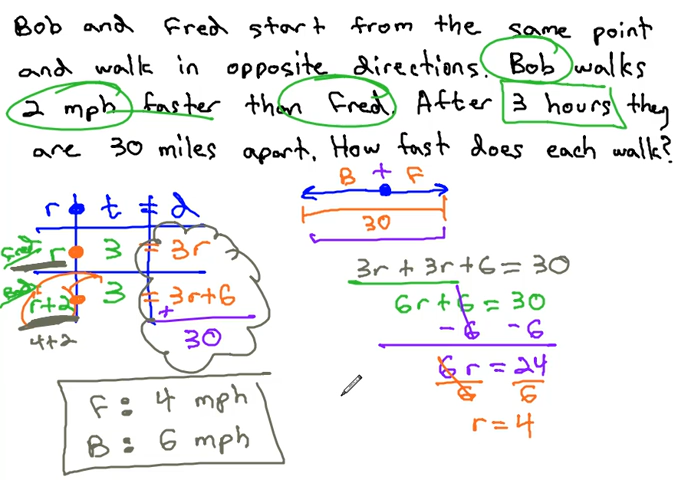 Bob and Fred start from the same point
and walk in opposite directions. Bob walks
2 mph faster than Fred. After 3 hours they
are 30 miles apart. How fast does each walk?
B + F
30
r • t = d
Fred r • 3 = 3r
Bob r+2 • 3 = 3r+6
4+2
+
30
F: 4 mph
B: 6 mph
3r + 3r + 6 = 30
6r + 6 = 30
- 6 - 6
6r = 24
6 6
r = 4